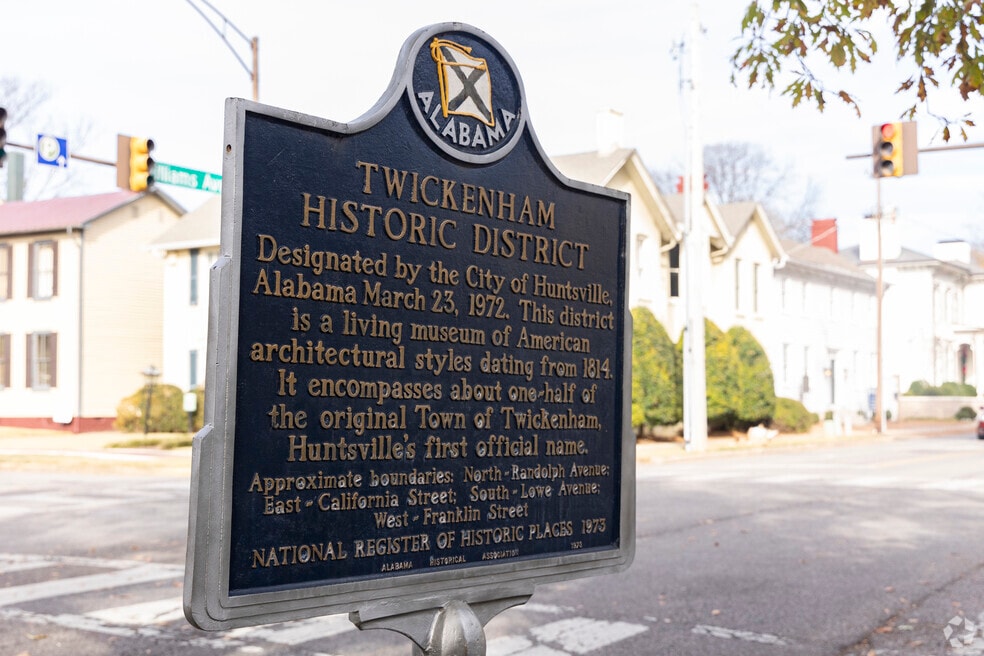 ALABAMA
TWICKENHAM
HISTORIC DISTRICT
Designated by the City of Huntsville,
Alabama March 23, 1972. This district
is a living museum of American
architectural styles dating from 1814.
It encompasses about one-half of
the original Town of Twickenham,
Huntsville's first official name.
Approximate boundaries: North-Randolph Avenue;
East-California Street; South-Lowe Avenue;
West-Franklin Street
NATIONAL REGISTER OF HISTORIC PLACES 1973
ALABAMA HISTORICAL ASSOCIATION 1975
P